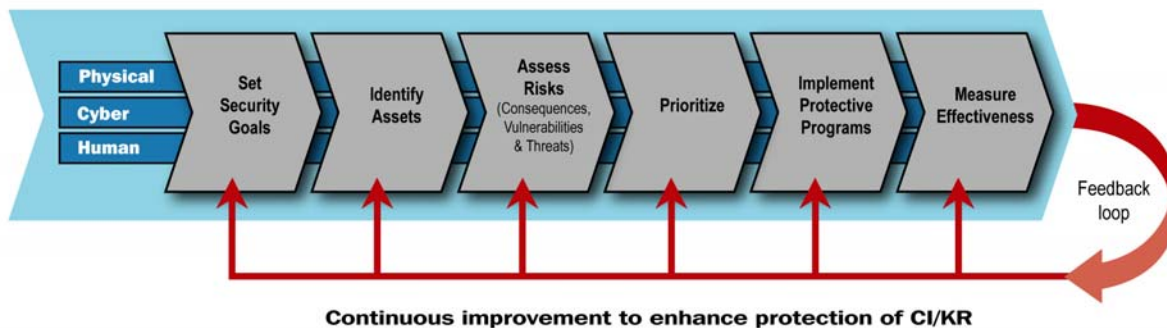 Physical
Cyber
Human
Set
Security
Goals
Identify
Assets
Assess
Risks
(Consequences,
Vulnerabilities
& Threats)
Prioritize
Implement
Protective
Programs
Measure
Effectiveness
Feedback
loop
Continuous improvement to enhance protection of CI/KR